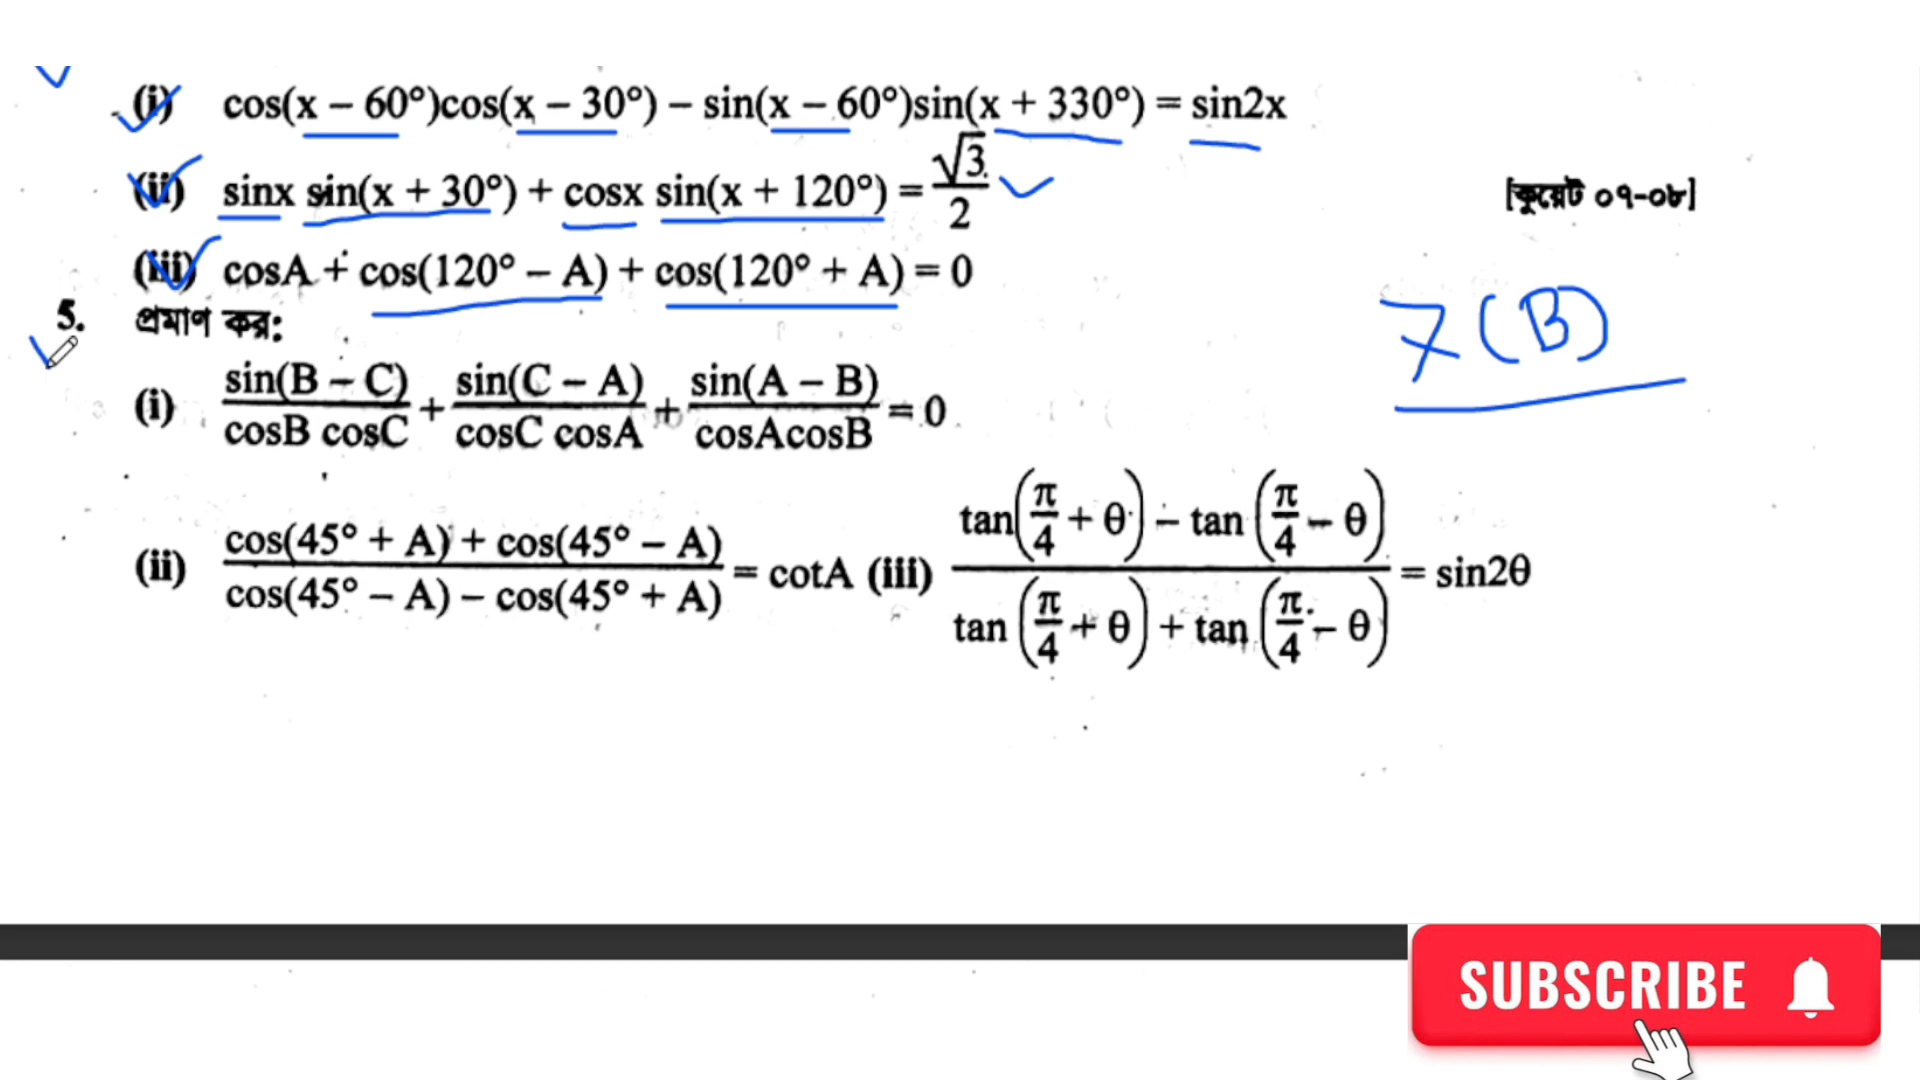 (i) cos(x – 60°)cos(x – 30°) – sin(x – 60°)sin(x + 330°) = sin2x
(ii) sinx sin(x + 30°) + cosx sin(x + 120°) = √3/2 [কুয়েট ০৭-০৮]
(iii) cosA + cos(120° – A) + cos(120° + A) = 0
7(B)
5. প্রমাণ কর:
(i) sin(B – C)/cosB cosC + sin(C – A)/cosC cosA + sin(A – B)/cosAcosB = 0
(ii) cos(45° + A) + cos(45° – A)/cos(45° – A) – cos(45° + A) = cotA (iii) tan(π/4 + θ) – tan(π/4 – θ)/tan(π/4 + θ) + tan(π/4 – θ) = sin2θ
SUBSCRIBE